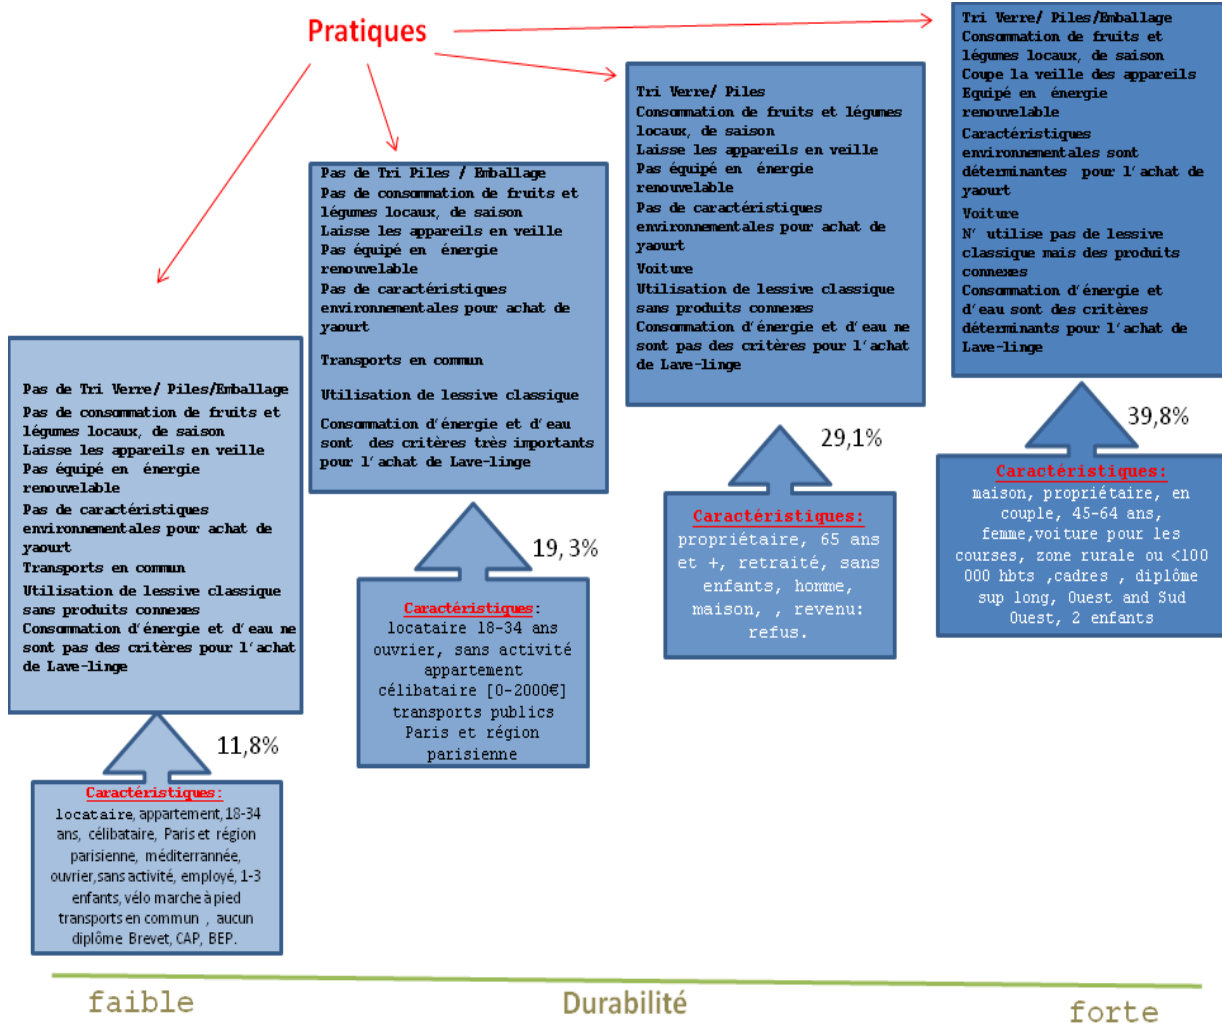 Pratiques
Pas de Tri Verre/ Piles/Emballage
Pas de consommation de fruits et
légumes locaux, de saison
Laisse les appareils en veille
Pas équipé en énergie
renouvelable
Pas de caractéristiques
environnementales pour achat de
yaourt
Transports en commun
Utilisation de lessive classique
sans produits connexes
Consommation d'énergie et d'eau ne
sont pas des critères pour l'achat
de Lave-linge
11,8%
Caractéristiques:
locataire, appartement, 18-34
ans, célibataire, Paris et région
parisienne, méditerrannée,
ouvrier,sans activité, employé, 1-3
enfants, vélo marche à pied
transports en commun , aucun
diplôme Brevet, CAP, BEP.
Pas de Tri Piles / Emballage
Pas de consommation de fruits et
légumes locaux, de saison
Laisse les appareils en veille
Pas équipé en énergie
renouvelable
Pas de caractéristiques
environnementales pour achat de
yaourt
Transports en commun
Utilisation de lessive classique
Consommation d'énergie et d'eau
sont des critères très importants
pour l'achat de Lave-linge
19, 3%
Caractéristiques:
locataire 18-34 ans
ouvrier, sans activité
appartement
célibataire [0-2000€]
transports publics
Paris et région
parisienne
Tri Verre/ Piles
Consommation de fruits et légumes
locaux, de saison
Laisse les appareils en veille
Pas équipé en énergie
renouvelable
Pas de caractéristiques
environnementales pour achat de
yaourt
Voiture
Utilisation de lessive classique
sans produits connexes
Consommation d'énergie et d'eau ne
sont pas des critères pour l'achat
de Lave-linge
29,1%
Caractéristiques:
propriétaire, 65 ans
et +, retraité, sans
enfants, homme,
maison, , revenu:
refus.
Tri Verre/ Piles/Emballage
Consommation de fruits et
légumes locaux, de saison
Coupe la veille des appareils
Equipé en énergie
renouvelable
Caractéristiques
environnementales sont
déterminantes pour l'achat de
yaourt
Voiture
N' utilise pas de lessive
classique mais des produits
connexes
Consommation d'énergie et
d'eau sont des critères
déterminants pour l'achat de
Lave-linge
39,8%
Caractéristiques:
maison, propriétaire, en
couple, 45-64 ans,
femme,voiture pour les
courses, zone rurale ou <100
000 hbts ,cadres , diplôme
sup long, Ouest and Sud
Ouest, 2 enfants
faible
Durabilité
forte